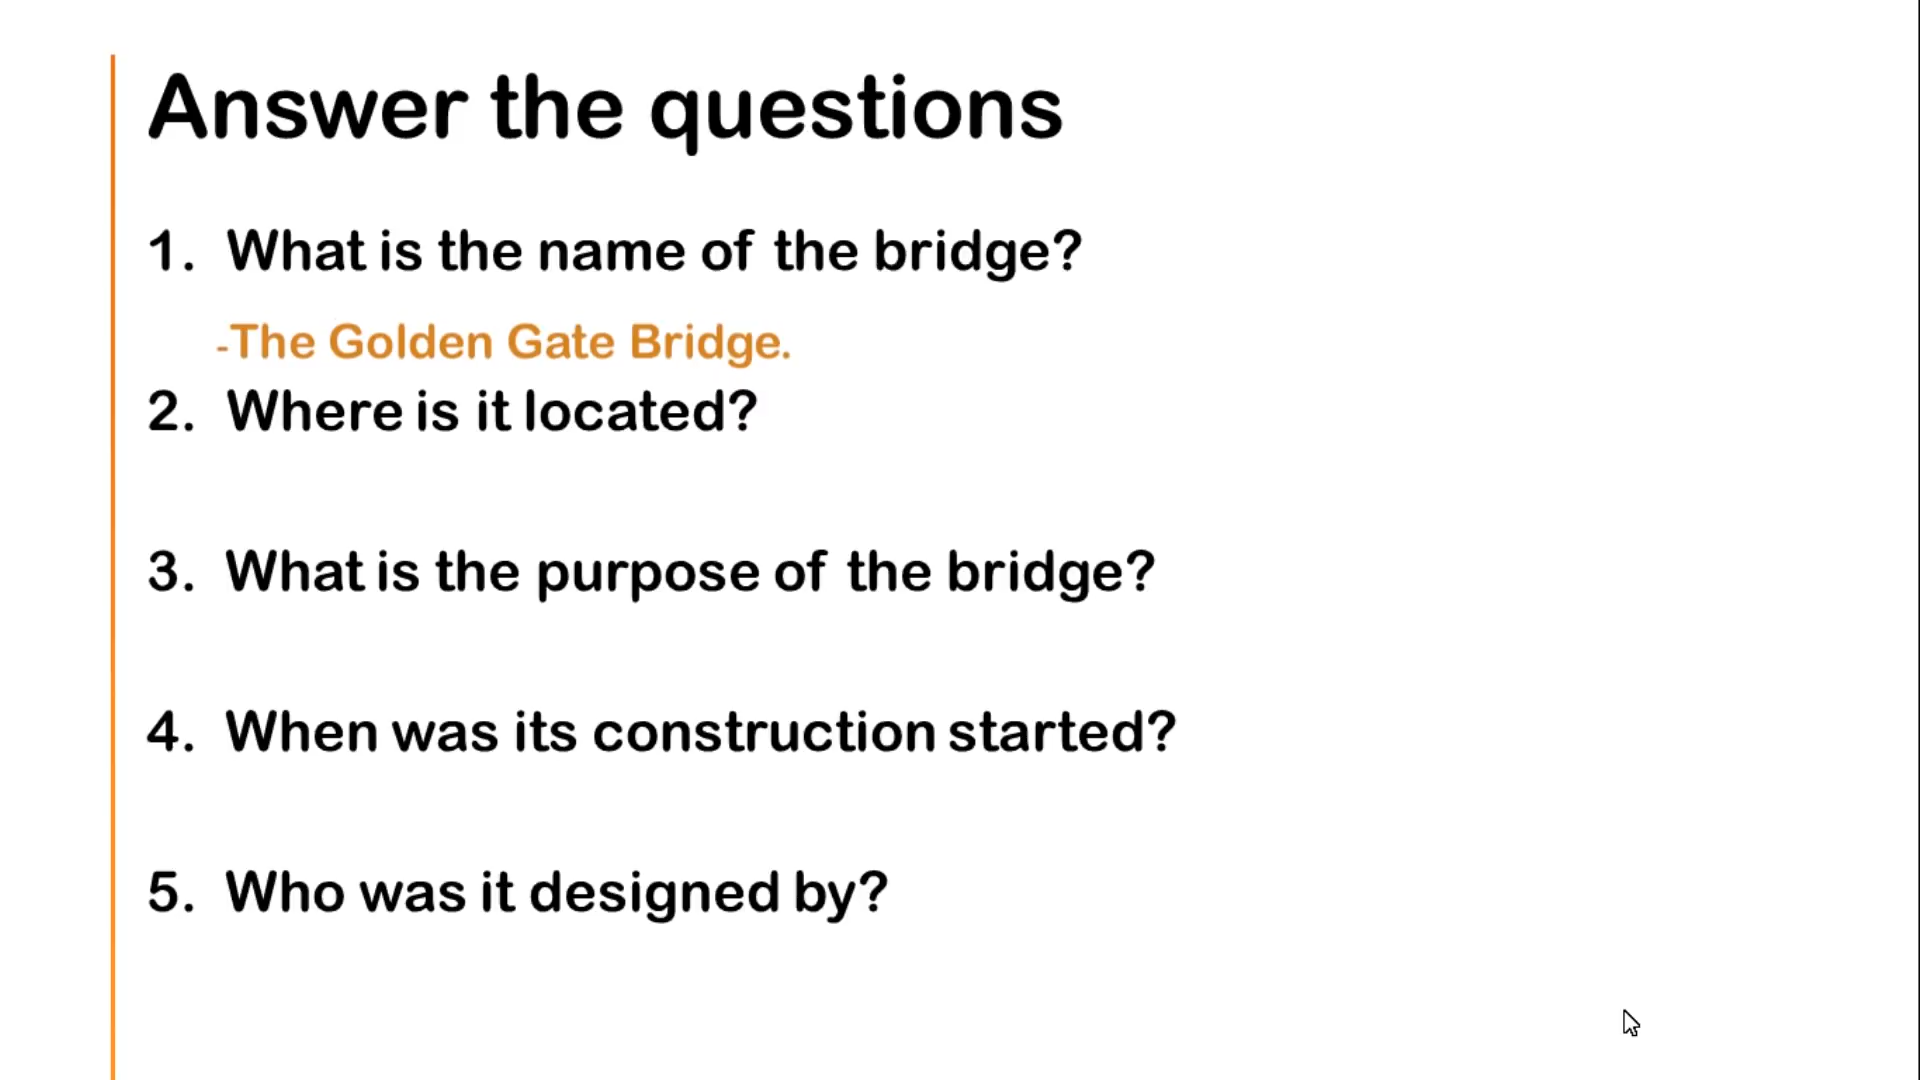 Answer the questions
1. What is the name of the bridge?
-The Golden Gate Bridge.
2. Where is it located?
3. What is the purpose of the bridge?
4. When was its construction started?
5. Who was it designed by?